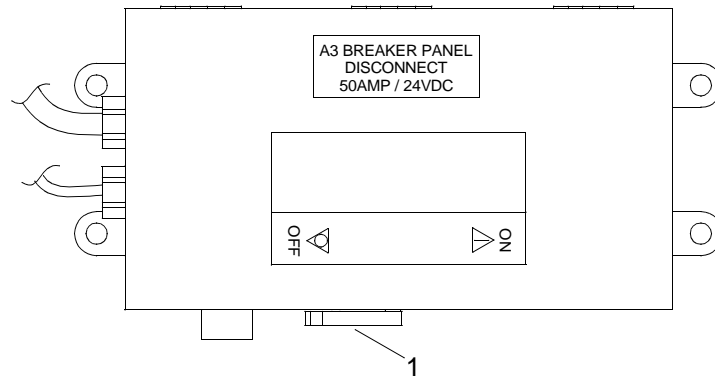 A3 BREAKER PANEL
DISCONNECT
50AMP / 24VDC
OFF
ON
1